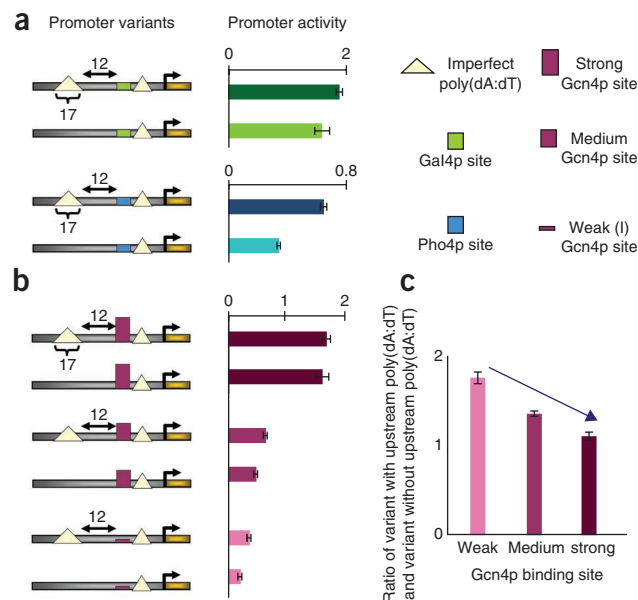 a
Promoter variants
Promoter activity
12
17
0
2
12
17
0
0.8
Imperfect
poly(dA:dT)
Strong
Gcn4p site
Gal4p site
Medium
Gcn4p site
Pho4p site
Weak (I)
Gcn4p site
b
12
17
0
1
2
12
12
c
Ratio of variant with upstream poly(dA:dT)
and variant without upstream poly(dA:dT)
2
1
0
Weak
Medium
strong
Gcn4p binding site